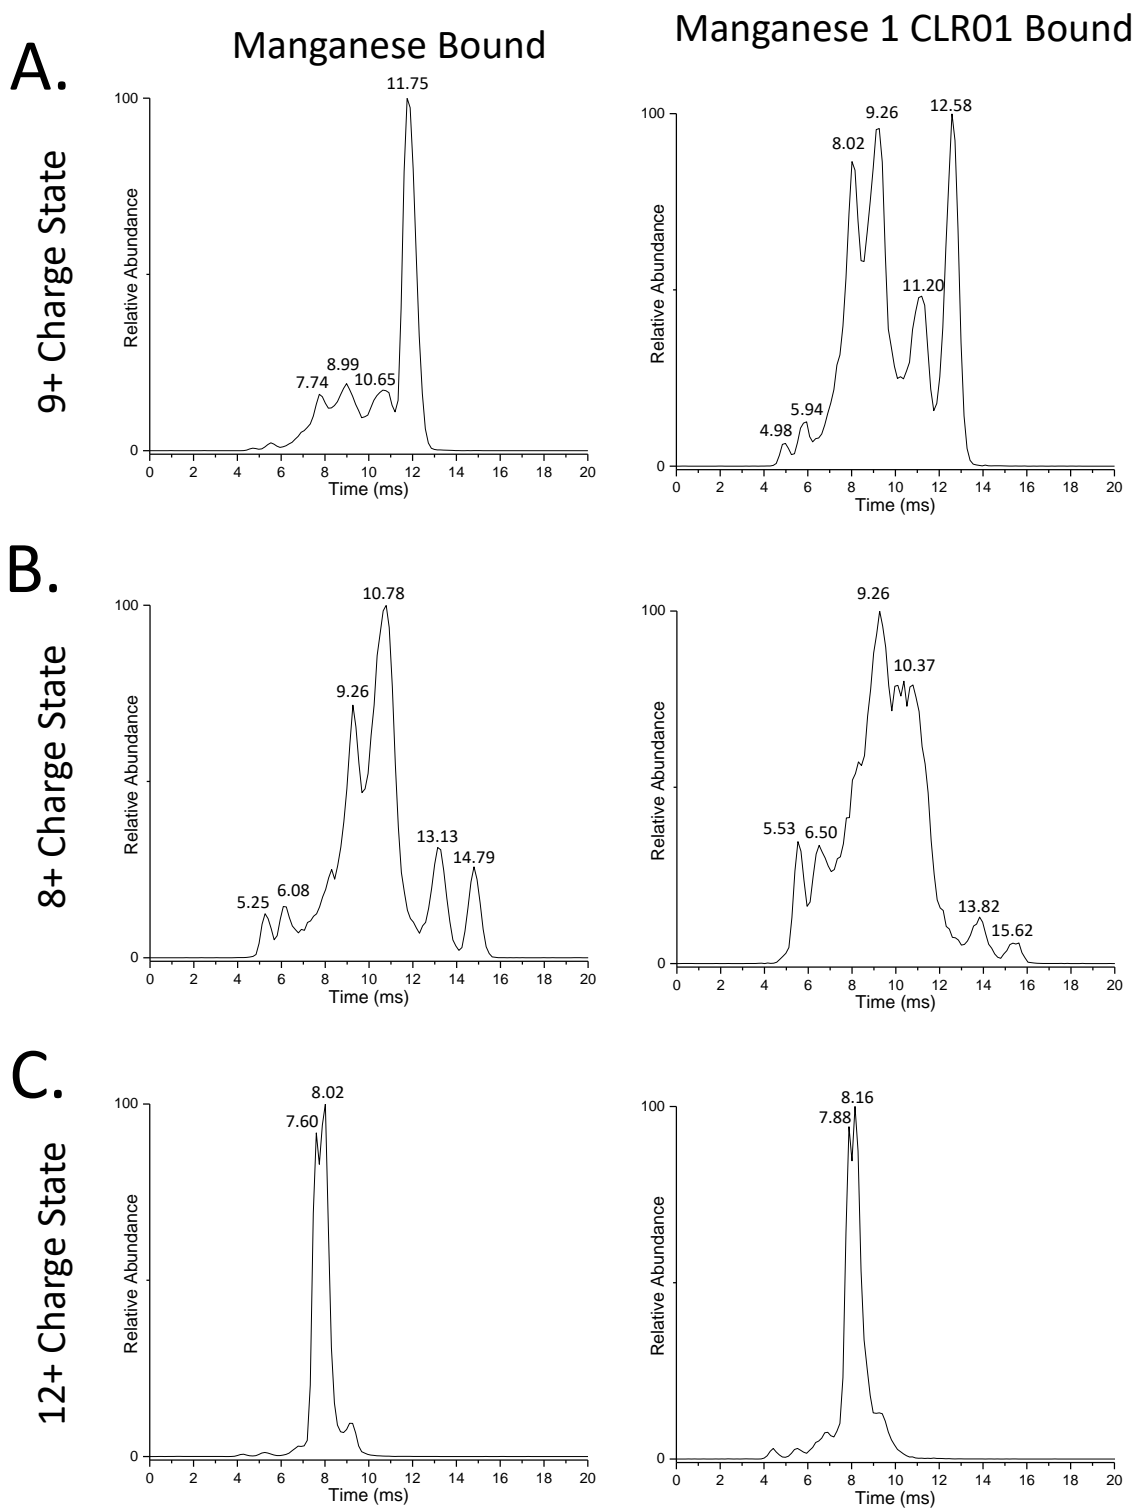 Manganese Bound
Manganese 1 CLR01 Bound
A.
9+ Charge State
Relative Abundance
100
0
11.75
7.74
8.99
10.65
0 2 4 6 8 10 12 14 16 18 20
Time (ms)
Relative Abundance
100
0
4.98
5.94
8.02
9.26
11.20
12.58
0 2 4 6 8 10 12 14 16 18 20
Time (ms)
B.
8+ Charge State
Relative Abundance
100
0
5.25
6.08
9.26
10.78
13.13
14.79
0 2 4 6 8 10 12 14 16 18 20
Time (ms)
Relative Abundance
100
0
5.53
6.50
9.26
10.37
13.82
15.62
0 2 4 6 8 10 12 14 16 18 20
Time (ms)
C.
12+ Charge State
Relative Abundance
100
0
7.60
8.02
0 2 4 6 8 10 12 14 16 18 20
Time (ms)
Relative Abundance
100
0
7.88
8.16
0 2 4 6 8 10 12 14 16 18 20
Time (ms)